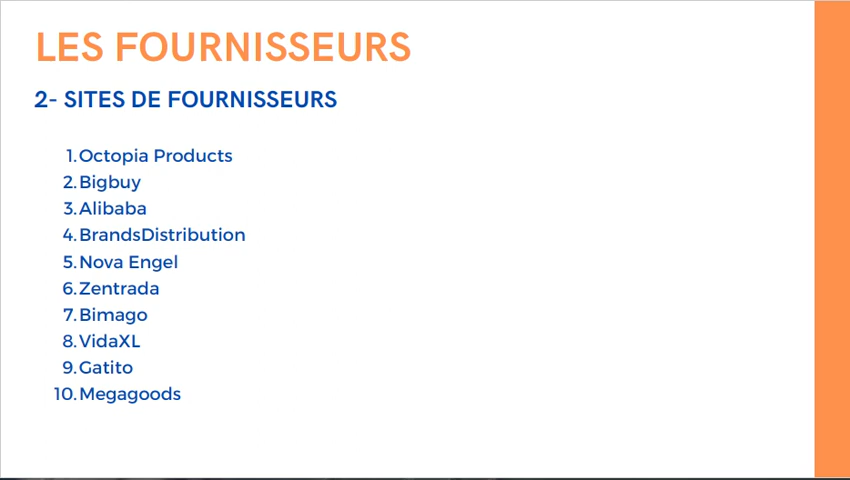 LES FOURNISSEURS
2- SITES DE FOURNISSEURS
1. Octopia Products
2. Bigbuy
3. Alibaba
4. BrandsDistribution
5. Nova Engel
6. Zentrada
7. Bimago
8. VidaXL
9. Gatito
10. Megagoods